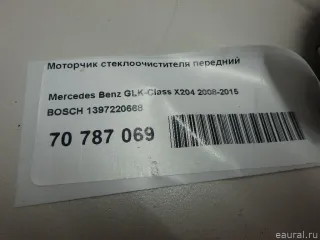 Моторчик стеклоочистителя передний
Mercedes Benz GLK-Class X204 2008-2015
BOSCH 1397220668
70 787 069
eaural.ru